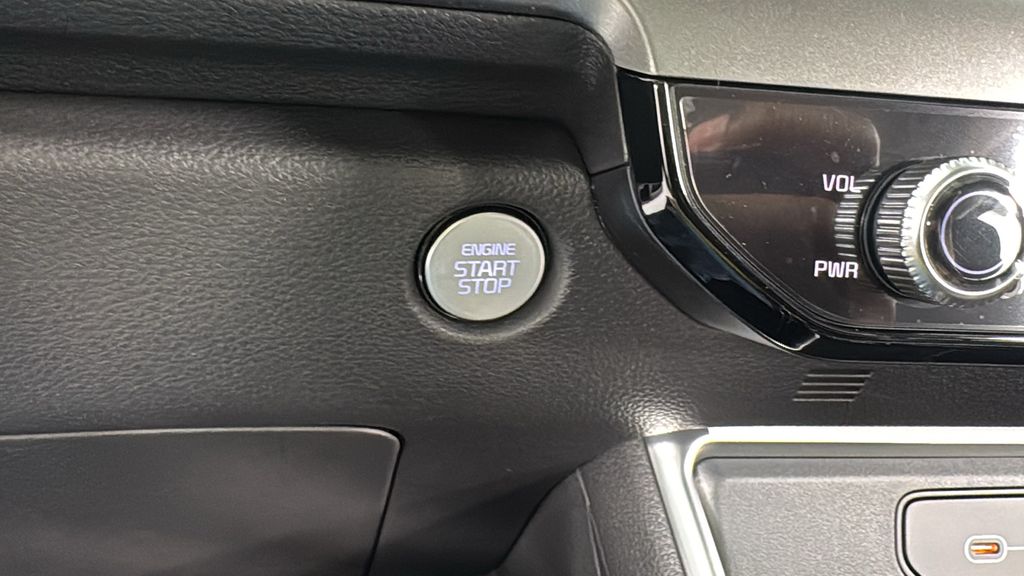 ENGINE
START
STOP
VOL
PWR